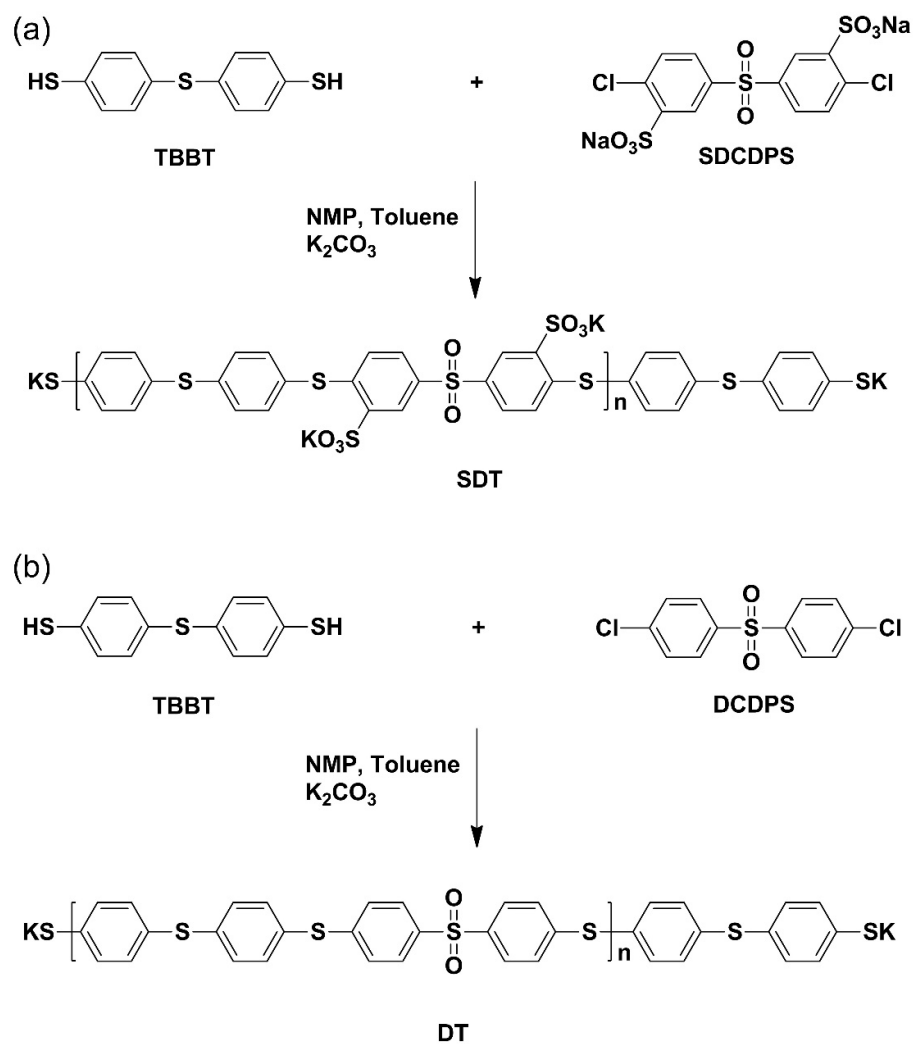 (a)
HS S SH + Cl O S O Cl SO3Na NaO3S
TBBT SDCDPS
NMP, Toluene
K2CO3
KS S S O S O SO3K S n S SK
KO3S
SDT
(b)
HS S SH + Cl O S O Cl
TBBT DCDPS
NMP, Toluene
K2CO3
KS S S O S O S n S SK
DT